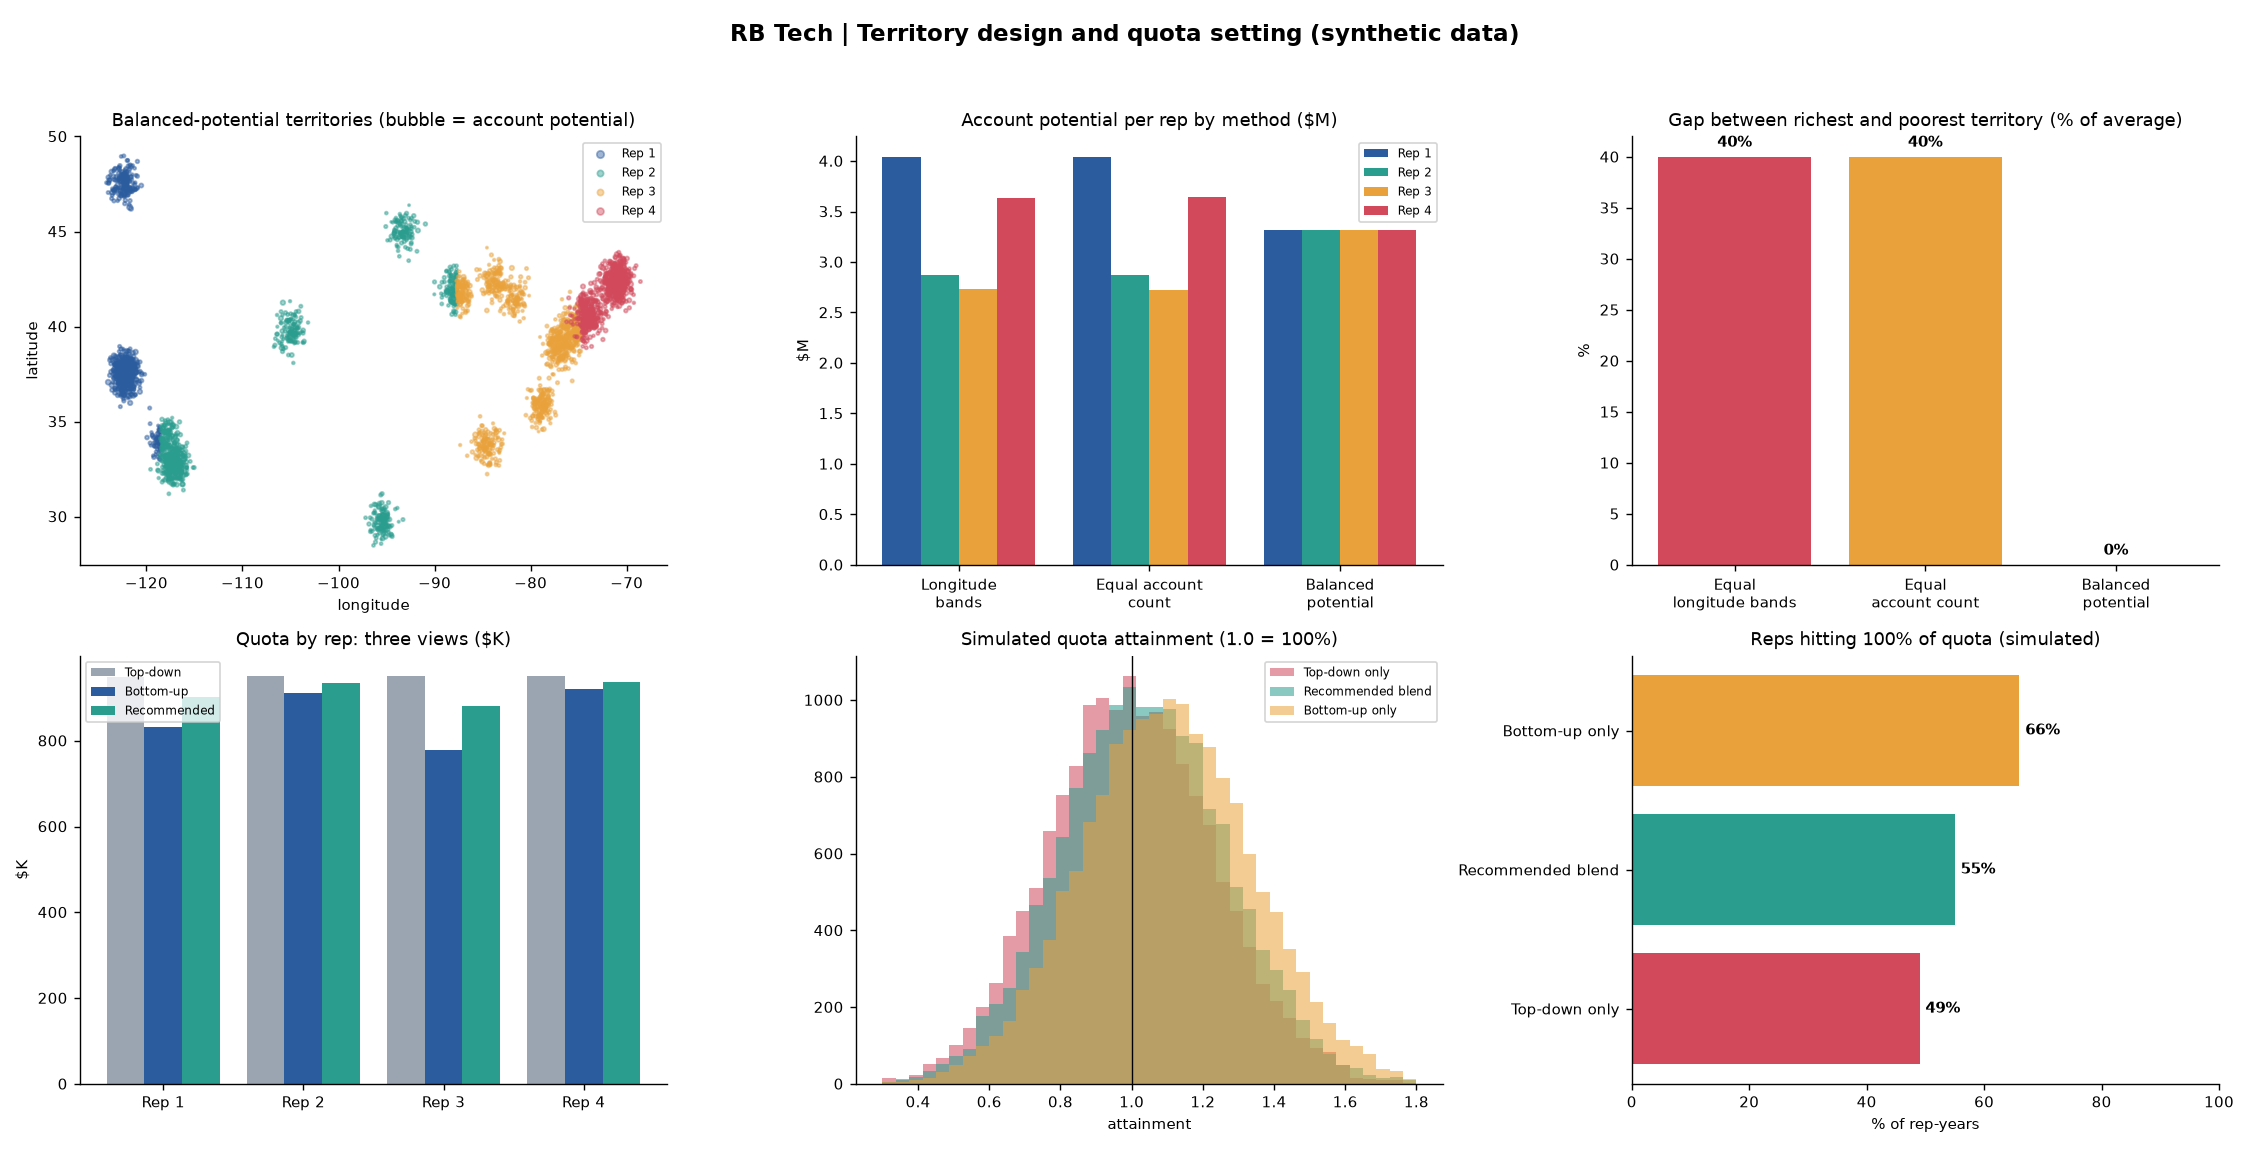 RB Tech | Territory design and quota setting (synthetic data)
Balanced-potential territories (bubble = account potential)
50
45
40
35
30
latitude
−120
−110
−100
−90
−80
−70
longitude
Rep 1
Rep 2
Rep 3
Rep 4
Account potential per rep by method ($M)
4.0
3.5
3.0
2.5
2.0
1.5
1.0
0.5
0.0
$M
Longitude
bands
Equal account
count
Balanced
potential
Rep 1
Rep 2
Rep 3
Rep 4
Gap between richest and poorest territory (% of average)
40%
40%
0%
40
35
30
25
20
15
10
5
0
%
Equal
longitude bands
Equal
account count
Balanced
potential
Quota by rep: three views ($K)
Top-down
Bottom-up
Recommended
800
600
400
200
0
$K
Rep 1
Rep 2
Rep 3
Rep 4
Simulated quota attainment (1.0 = 100%)
Top-down only
Recommended blend
Bottom-up only
1000
800
600
400
200
0
0.4
0.6
0.8
1.0
1.2
1.4
1.6
1.8
attainment
Reps hitting 100% of quota (simulated)
Bottom-up only
66%
Recommended blend
55%
Top-down only
49%
0
20
40
60
80
100
% of rep-years